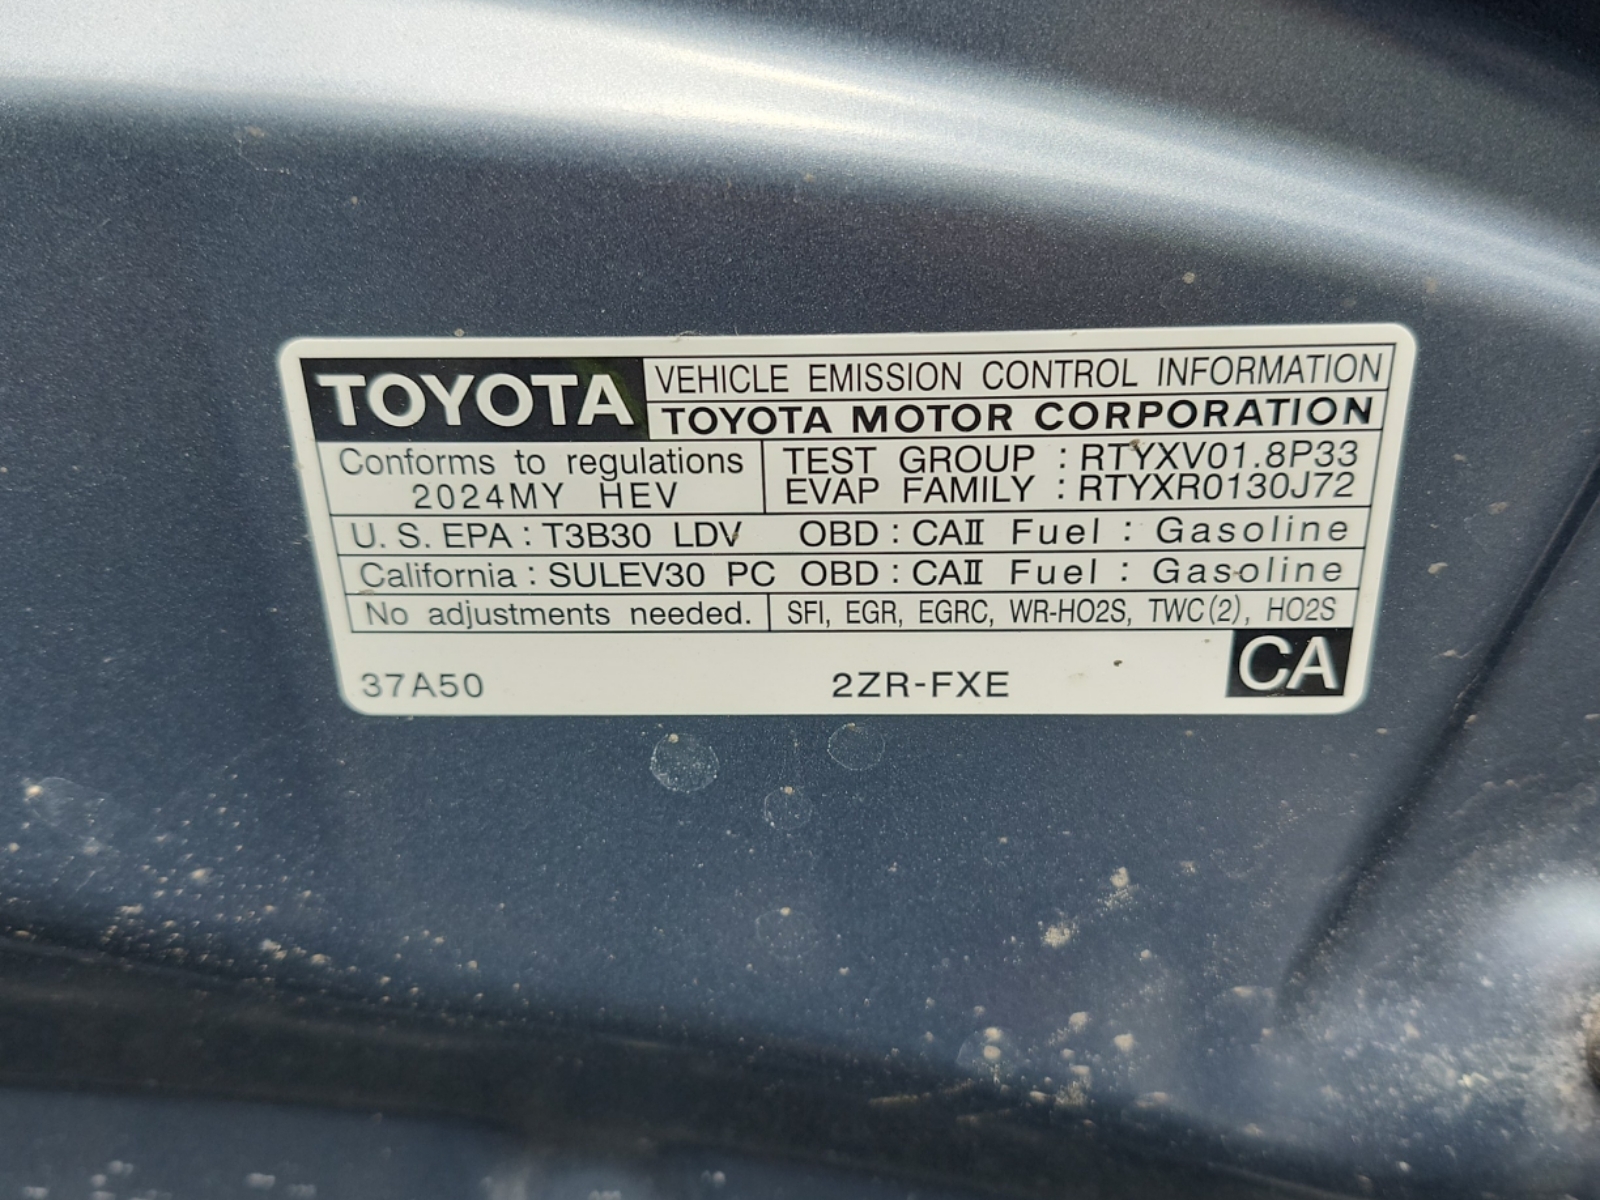 TOYOTA VEHICLE EMISSION CONTROL INFORMATION
TOYOTA MOTOR CORPORATION
Conforms to regulations
2024MY HEV
TEST GROUP : RTYXV01.8P33
EVAP FAMILY : RTYXR0130J72
U. S. EPA : T3B30 LDV OBD : CAII Fuel : Gasoline
California : SULEV30 PC OBD : CAII Fuel : Gasoline
No adjustments needed. SFI, EGR, EGRC, WR-HO2S, TWC(2), HO2S
37A50 2ZR-FXE CA